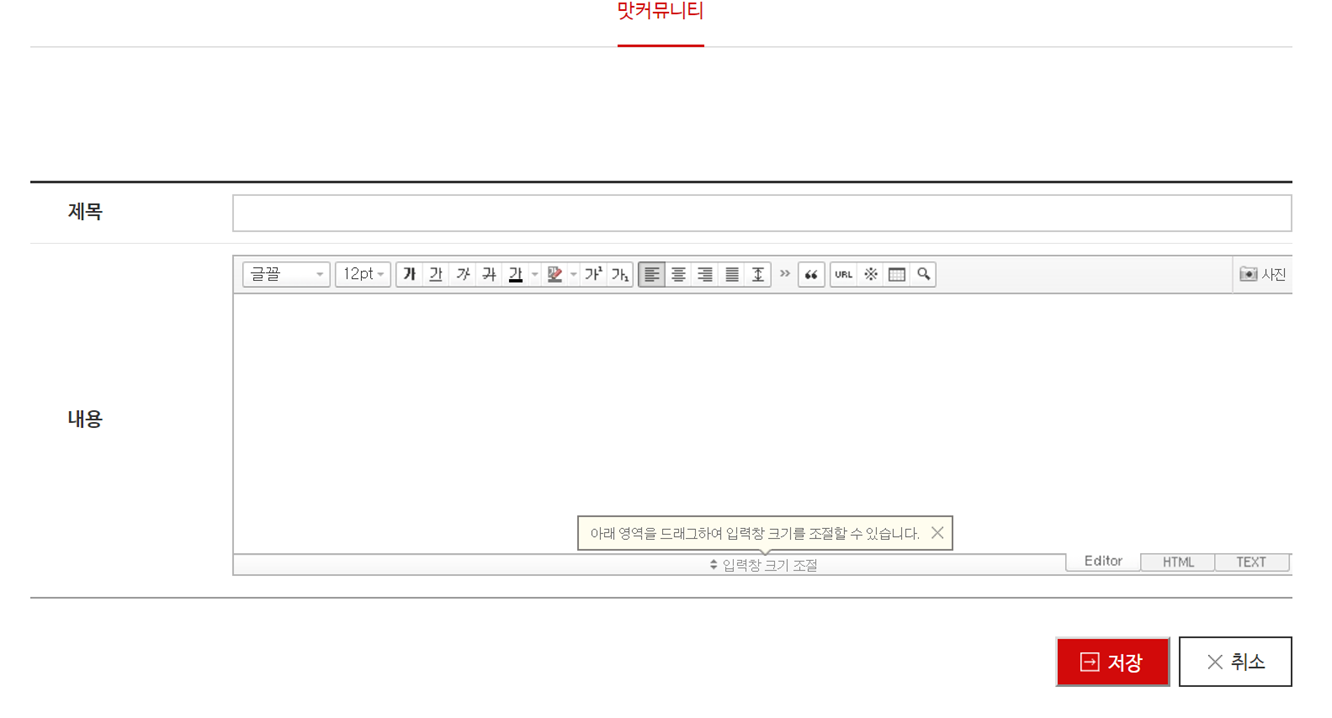 맛커뮤니티
제목
글꼴 12pt 가 가 가 가 가 가¹ 가₁ URL 사진
내용
아래 영역을 드래그하여 입력창 크기를 조절할 수 있습니다.
입력창 크기 조절 Editor HTML TEXT
저장 취소